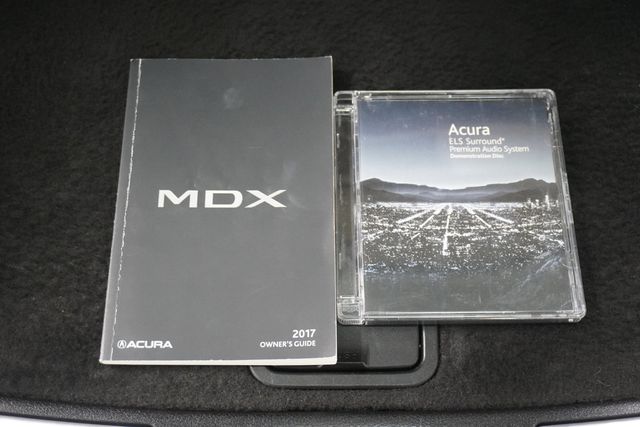 MDX
2017
OWNER'S GUIDE
ACURA
Acura
ELS Surround®
Premium Audio System
Demonstration Disc